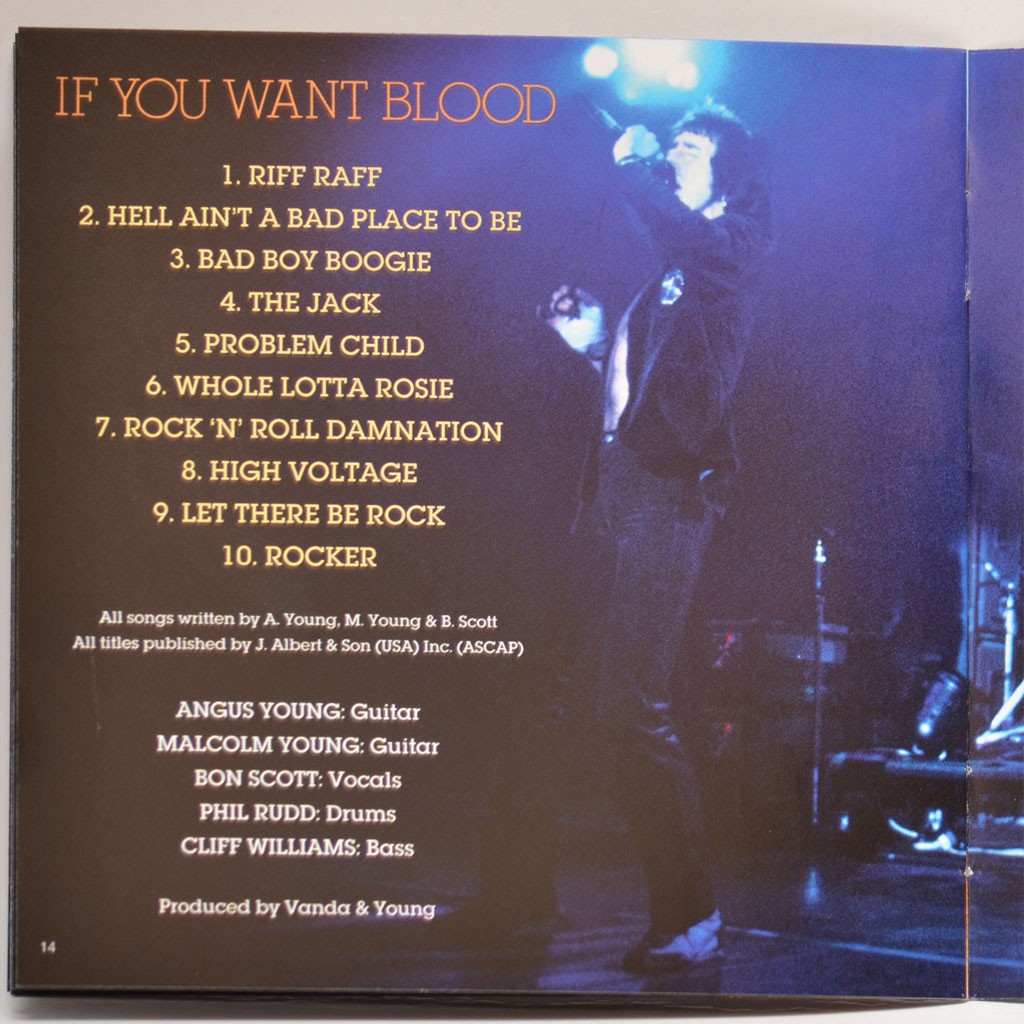 IF YOU WANT BLOOD
1. RIFF RAFF
2. HELL AIN'T A BAD PLACE TO BE
3. BAD BOY BOOGIE
4. THE JACK
5. PROBLEM CHILD
6. WHOLE LOTTA ROSIE
7. ROCK ‘N’ ROLL DAMNATION
8. HIGH VOLTAGE
9. LET THERE BE ROCK
10. ROCKER
All songs written by A. Young, M. Young & B. Scott
All titles published by J. Albert & Son (USA) Inc. (ASCAP)
ANGUS YOUNG: Guitar
MALCOLM YOUNG: Guitar
BON SCOTT: Vocals
PHIL RUDD: Drums
CLIFF WILLIAMS: Bass
Produced by Vanda & Young
14